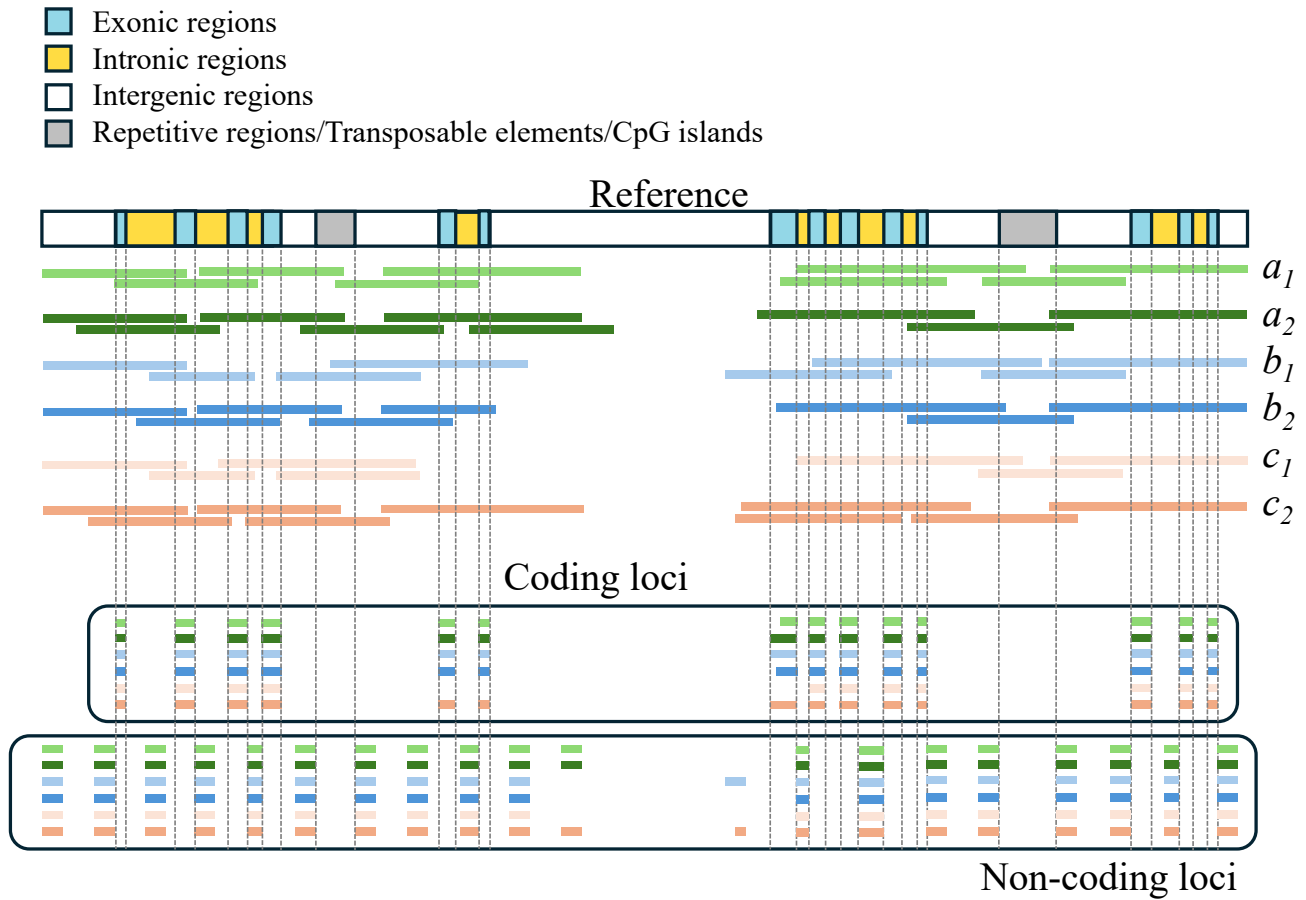 Exonic regions
Intronic regions
Intergenic regions
Repetitive regions/Transposable elements/CpG islands
Reference
a1
a2
b1
b2
c1
c2
Coding loci
Non-coding loci